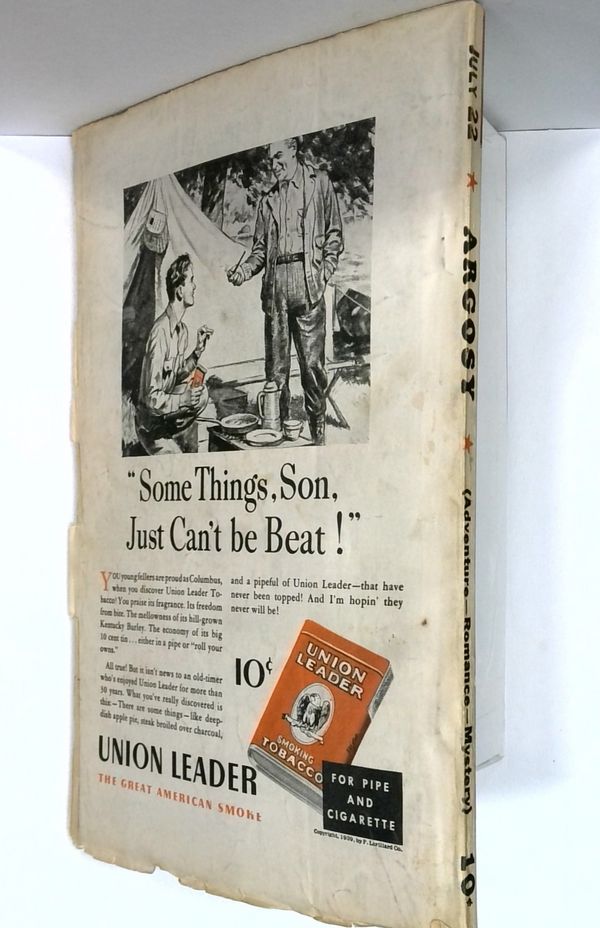 “Some Things, Son,
Just Can't be Beat!”
YOU young fellers are proud as Columbus,
when you discover Union Leader To-
bacco! You praise its fragrance. Its freedom
from bite. The mellowness of its hill-grown
Kentucky Burley. The economy of its big
10 cent tin . . . either in a pipe or "roll your
owns."
All true! But it isn't news to an old-timer
who's enjoyed Union Leader for more than
30 years. What you've really discovered is
this:—There are some things—like deep-
dish apple pie, steak broiled over charcoal,
and a pipeful of Union Leader—that have
never been topped! And I'm hopin' they
never will be!
10¢
UNION
LEADER
SMOKING
TOBACCO
UNION LEADER
THE GREAT AMERICAN SMOKE
FOR PIPE
AND
CIGARETTE
Copyright, 1939, by P. Lorillard Co.
JULY 22 ★ ARGOSY ★ (Adventure—Romance—Mystery) 10¢